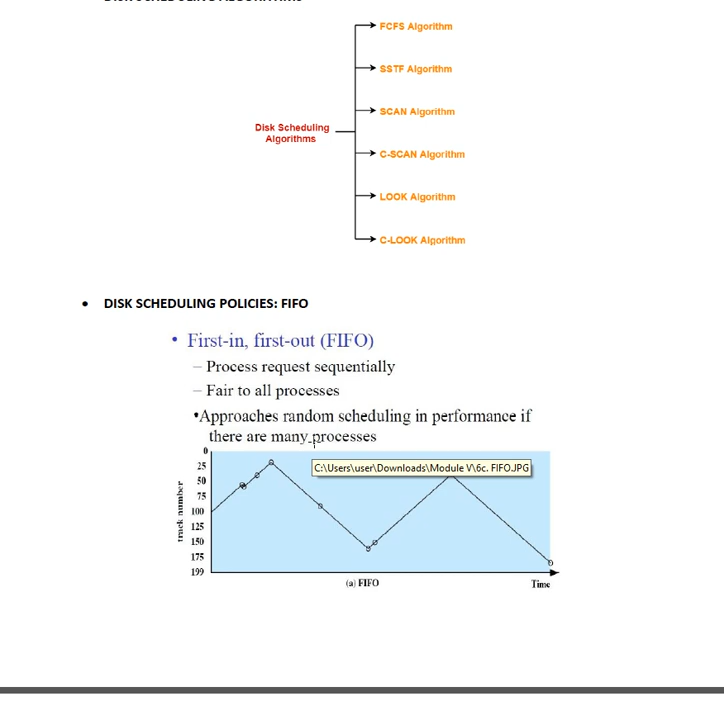 FCFS Algorithm
SSTF Algorithm
SCAN Algorithm
Disk Scheduling
Algorithms
C-SCAN Algorithm
LOOK Algorithm
C-LOOK Algorithm
• DISK SCHEDULING POLICIES: FIFO
• First-in, first-out (FIFO)
– Process request sequentially
– Fair to all processes
•Approaches random scheduling in performance if
there are many processes
0
C:\Users\user\Downloads\Module V\6c. FIFO.JPG
25
50
75
100
125
150
175
199
track number
(a) FIFO
Time